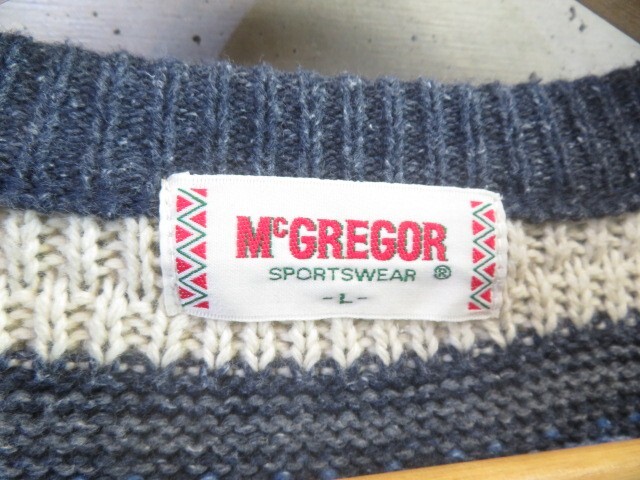 McGREGOR
SPORTSWEAR ®
- L -